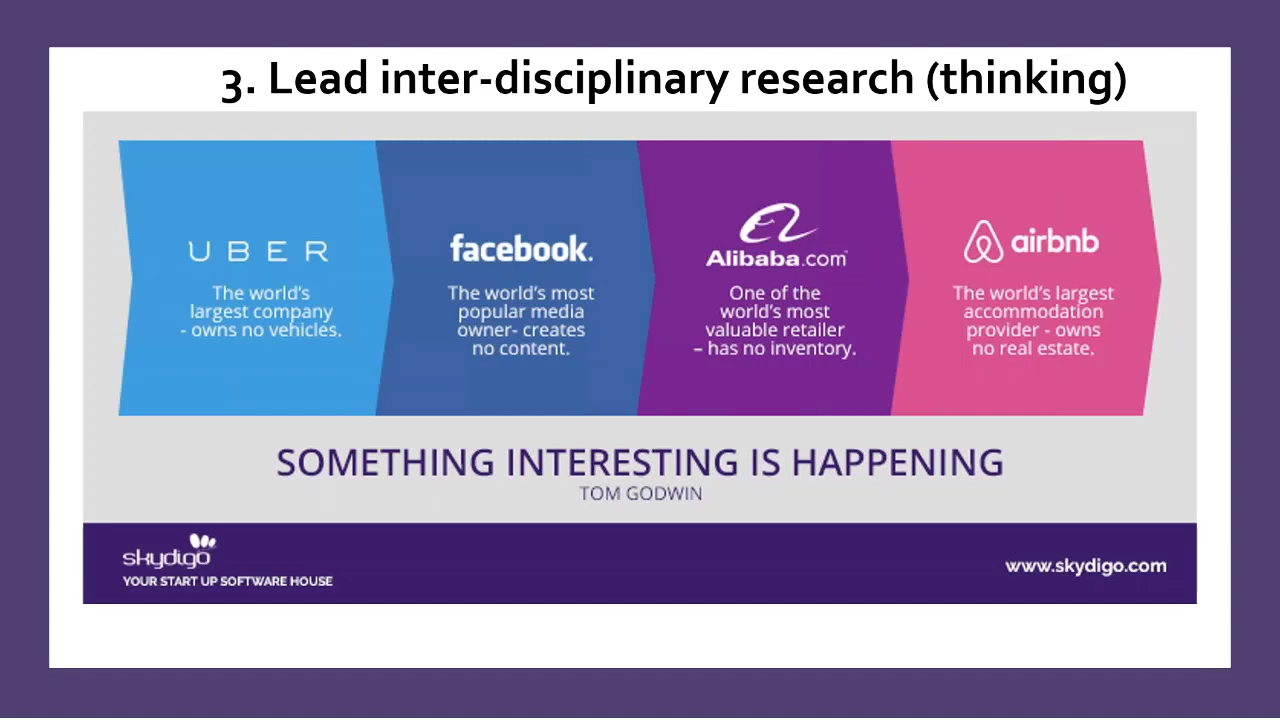 3. Lead inter-disciplinary research (thinking)
UBER
The world's
largest company
- owns no vehicles.
facebook.
The world's most
popular media
owner- creates
no content.
Alibaba.com™
One of the
world's most
valuable retailer
– has no inventory.
airbnb
The world's largest
accommodation
provider - owns
no real estate.
SOMETHING INTERESTING IS HAPPENING
TOM GODWIN
skydigo
YOUR START UP SOFTWARE HOUSE
www.skydigo.com